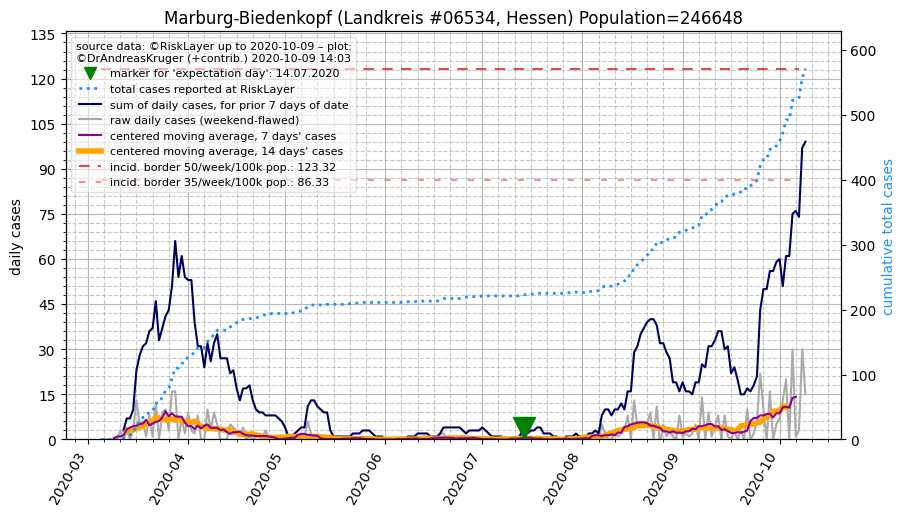 Marburg-Biedenkopf (Landkreis #06534, Hessen) Population=246648
source data: ©RiskLayer up to 2020-10-09 – plot:
©DrAndreasKruger (+contrib.) 2020-10-09 14:03
marker for 'expectation day': 14.07.2020
total cases reported at RiskLayer
sum of daily cases, for prior 7 days of date
raw daily cases (weekend-flawed)
centered moving average, 7 days' cases
centered moving average, 14 days' cases
incid. border 50/week/100k pop.: 123.32
incid. border 35/week/100k pop.: 86.33
daily cases
135
120
105
90
75
60
45
30
15
0
cumulative total cases
600
500
400
300
200
100
0
2020-03
2020-04
2020-05
2020-06
2020-07
2020-08
2020-09
2020-10